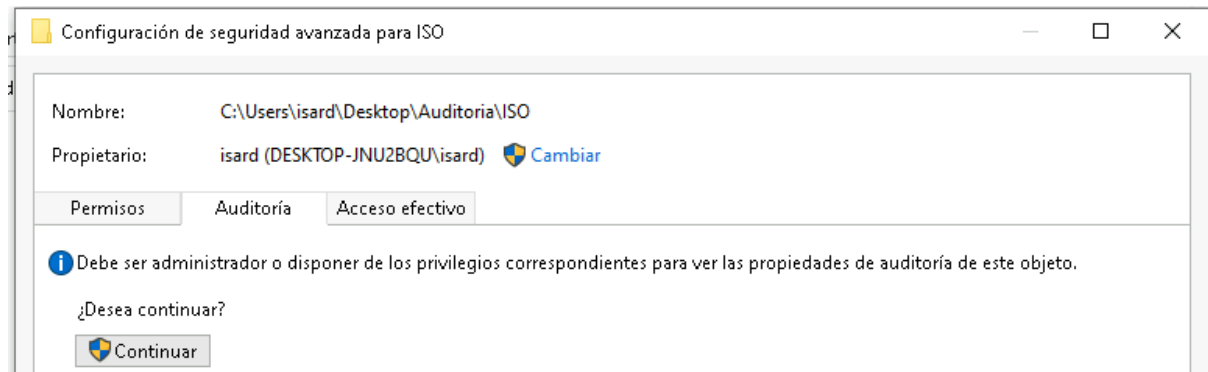 Configuración de seguridad avanzada para ISO
Nombre: C:\Users\isard\Desktop\Auditoria\ISO
Propietario: isard (DESKTOP-JNU2BQU\isard) Cambiar
Permisos Auditoría Acceso efectivo
Debe ser administrador o disponer de los privilegios correspondientes para ver las propiedades de auditoría de este objeto.
¿Desea continuar?
Continuar